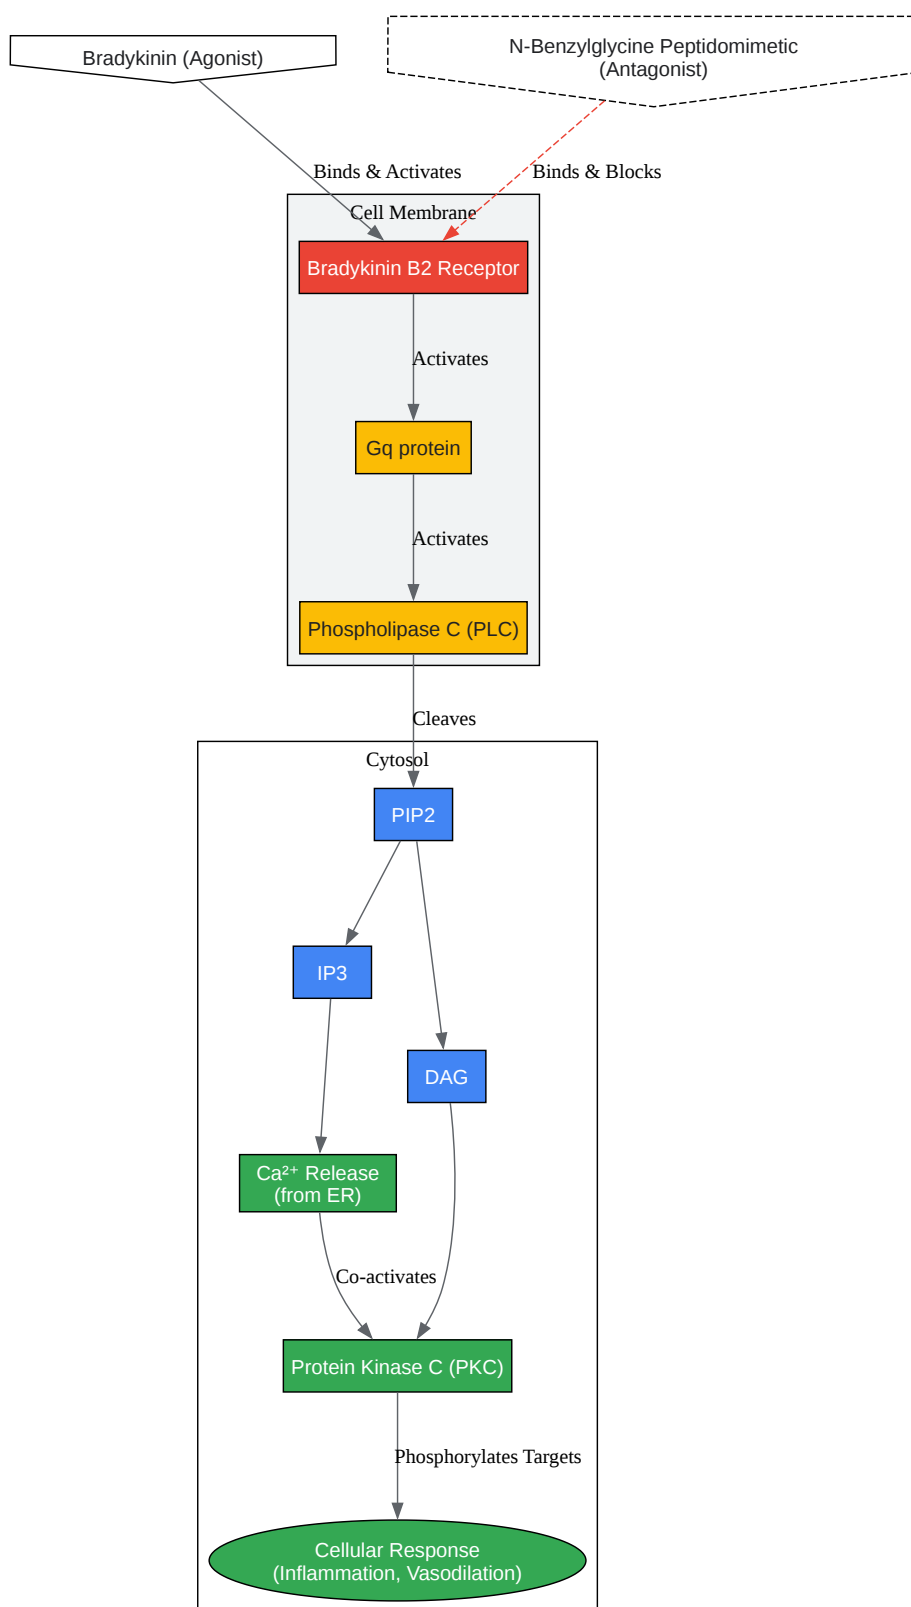 Bradykinin (Agonist)
N-Benzylglycine Peptidomimetic
(Antagonist)
Binds & Activates
Binds & Blocks
Cell Membrane
Bradykinin B2 Receptor
Activates
Gq protein
Activates
Phospholipase C (PLC)
Cleaves
Cytosol
PIP2
IP3
DAG
Ca²⁺ Release
(from ER)
Co-activates
Protein Kinase C (PKC)
Phosphorylates Targets
Cellular Response
(Inflammation, Vasodilation)